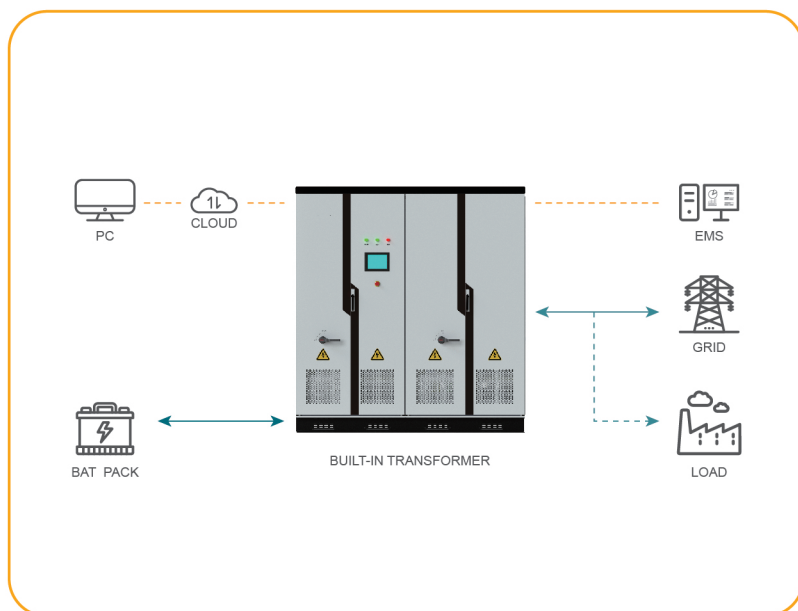 PC
CLOUD
EMS
GRID
BAT PACK
BUILT-IN TRANSFORMER
LOAD